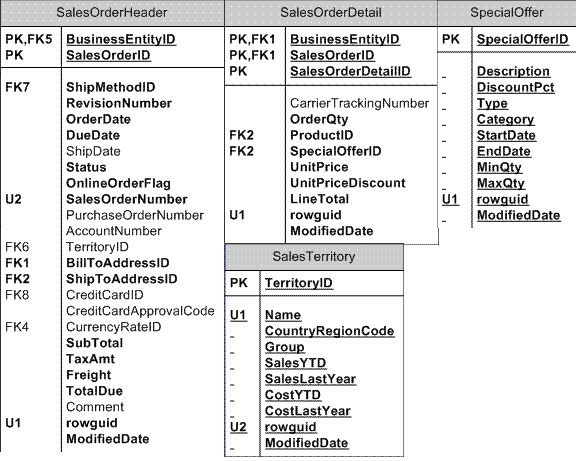 SalesOrderHeader
PK,FK5 BusinessEntityID
PK SalesOrderID
FK7 ShipMethodID
RevisionNumber
OrderDate
DueDate
ShipDate
Status
OnlineOrderFlag
U2 SalesOrderNumber
PurchaseOrderNumber
AccountNumber
FK6 TerritoryID
FK1 BillToAddressID
FK2 ShipToAddressID
FK8 CreditCardID
CreditCardApprovalCode
FK4 CurrencyRateID
SubTotal
TaxAmt
Freight
TotalDue
Comment
U1 rowguid
ModifiedDate
SalesOrderDetail
PK,FK1 BusinessEntityID
PK,FK1 SalesOrderID
PK SalesOrderDetailID
CarrierTrackingNumber
OrderQty
FK2 ProductID
FK2 SpecialOfferID
UnitPrice
UnitPriceDiscount
LineTotal
U1 rowguid
ModifiedDate
SpecialOffer
PK SpecialOfferID
Description
DiscountPct
Type
Category
StartDate
EndDate
MinQty
MaxQty
U1 rowguid
ModifiedDate
SalesTerritory
PK TerritoryID
U1 Name
CountryRegionCode
Group
SalesYTD
SalesLastYear
CostYTD
CostLastYear
U2 rowguid
ModifiedDate